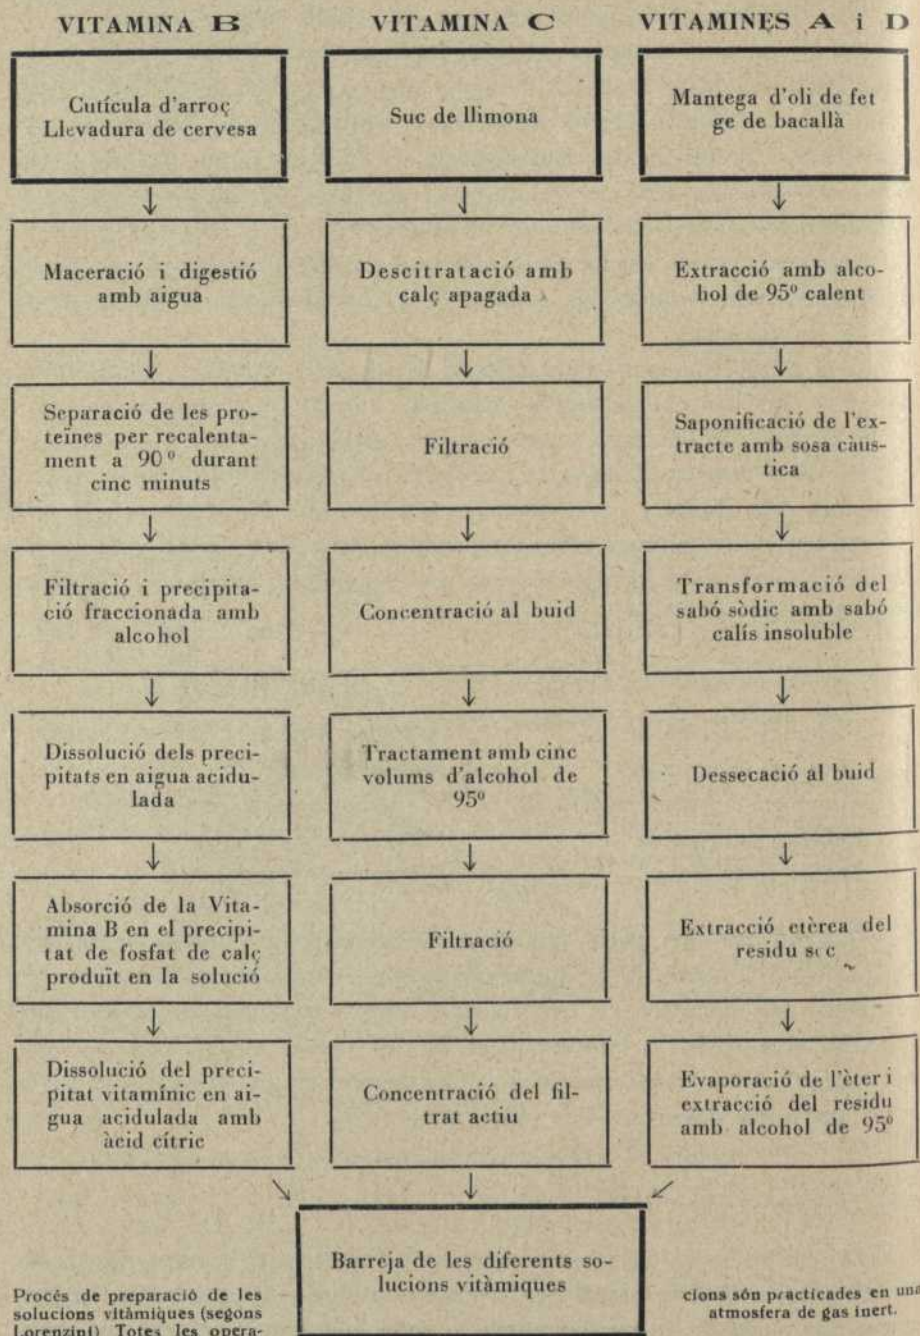 VITAMINA B
Cutícula d'arroç
Llevadura de cervesa
Maceració i digestió
amb aigua
Separació de les pro-
teïnes per recalenta-
ment a 90º durant
cinc minuts
Filtració i precipita-
ció fraccionada amb
alcohol
Dissolució dels preci-
pitats en aigua acidu-
lada
Absorció de la Vita-
mina B en el precipi-
tat de fosfat de calç
produït en la solució
Dissolució del preci-
pitat vitamínic en ai-
gua acidulada amb
àcid cítric
VITAMINA C
Suc de llimona
Descitratació amb
calç apagada
Filtració
Concentració al buid
Tractament amb cinc
volums d'alcohol de
95º
Filtració
Concentració del fil-
trat actiu
VITAMINES A i D
Mantega d'oli de fet
ge de bacallà
Extracció amb alco-
hol de 95º calent
Saponificació de l'ex-
tracte amb sosa càus-
tica
Transformació del
sabó sòdic amb sabó
calís insoluble
Dessecació al buid
Extracció etèrea del
residu sec
Evaporació de l'èter i
extracció del residu
amb alcohol de 95º
Barreja de les diferents so-
lucions vitàmiques
Procés de preparació de les
solucions vitàmiques (segons
Lorenzini) Totes les opera-
cions són practicades en una
atmosfera de gas inert.